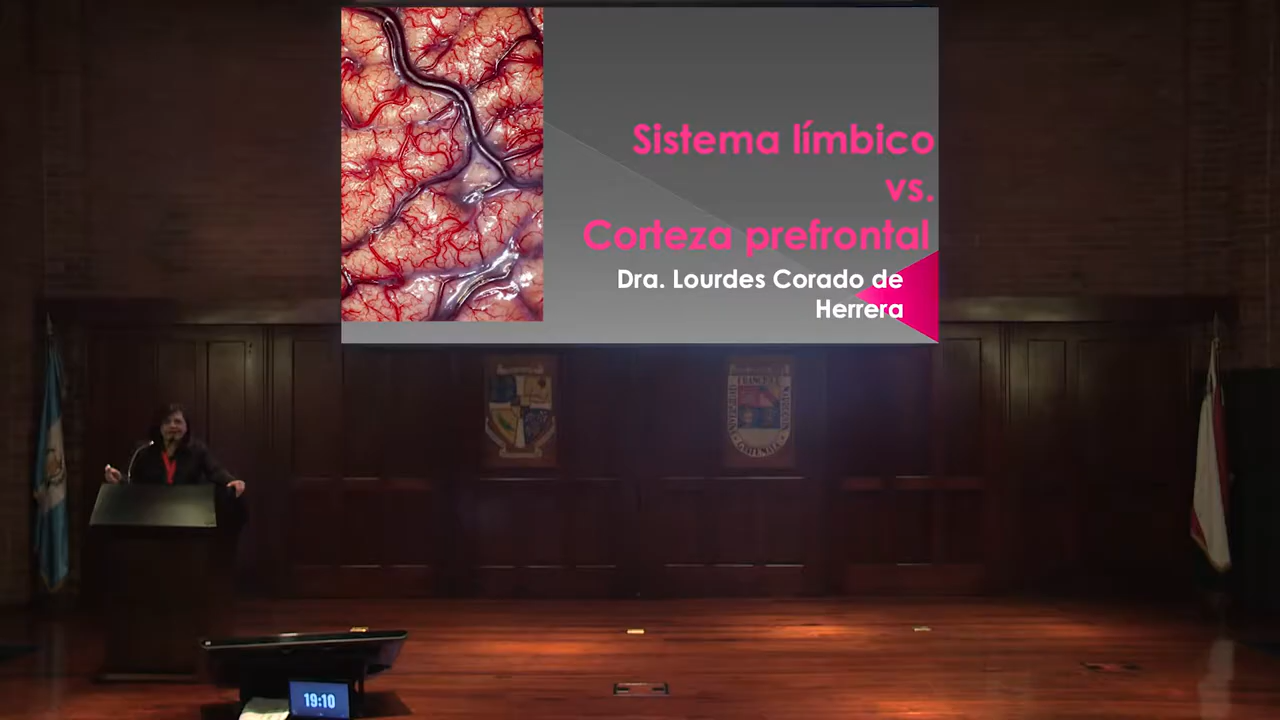 Sistema límbico
vs.
Corteza prefrontal
Dra. Lourdes Corado de
Herrera
19:10